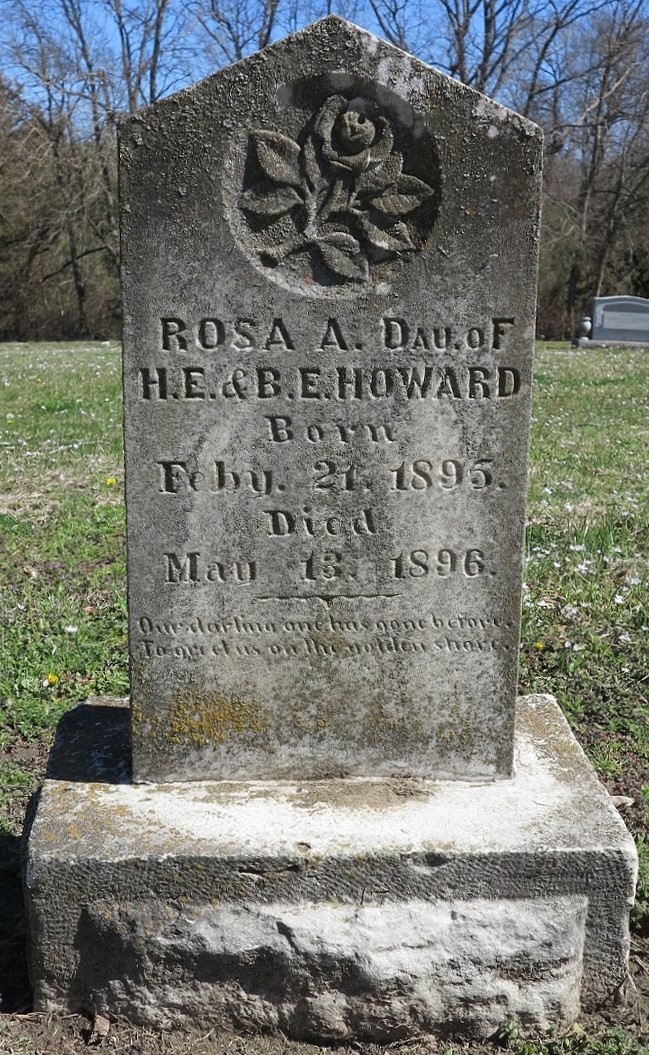 ROSA A. DAU. OF
H.E. & B.E. HOWARD
Born
Feby. 21. 1895.
Died
May 13. 1896.
Our darling one has gone before.
To greet us on the golden shore.